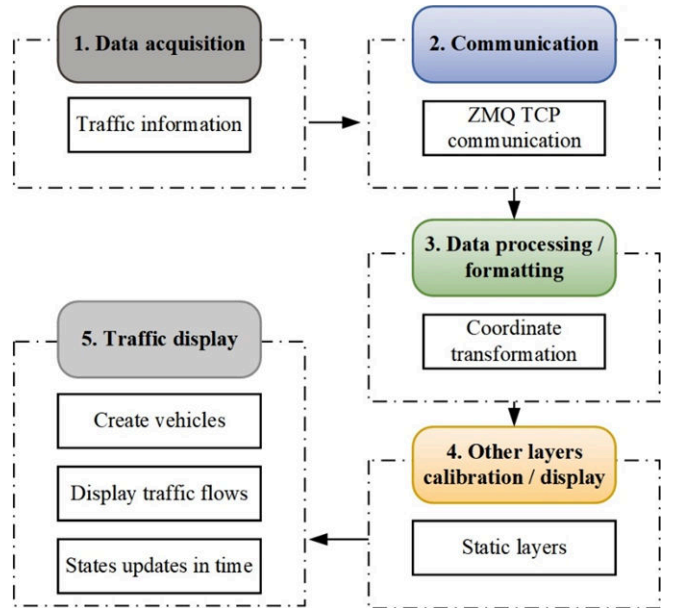 1. Data acquisition
Traffic information
2. Communication
ZMQ TCP
communication
3. Data processing /
formatting
Coordinate
transformation
4. Other layers
calibration / display
Static layers
5. Traffic display
Create vehicles
Display traffic flows
States updates in time